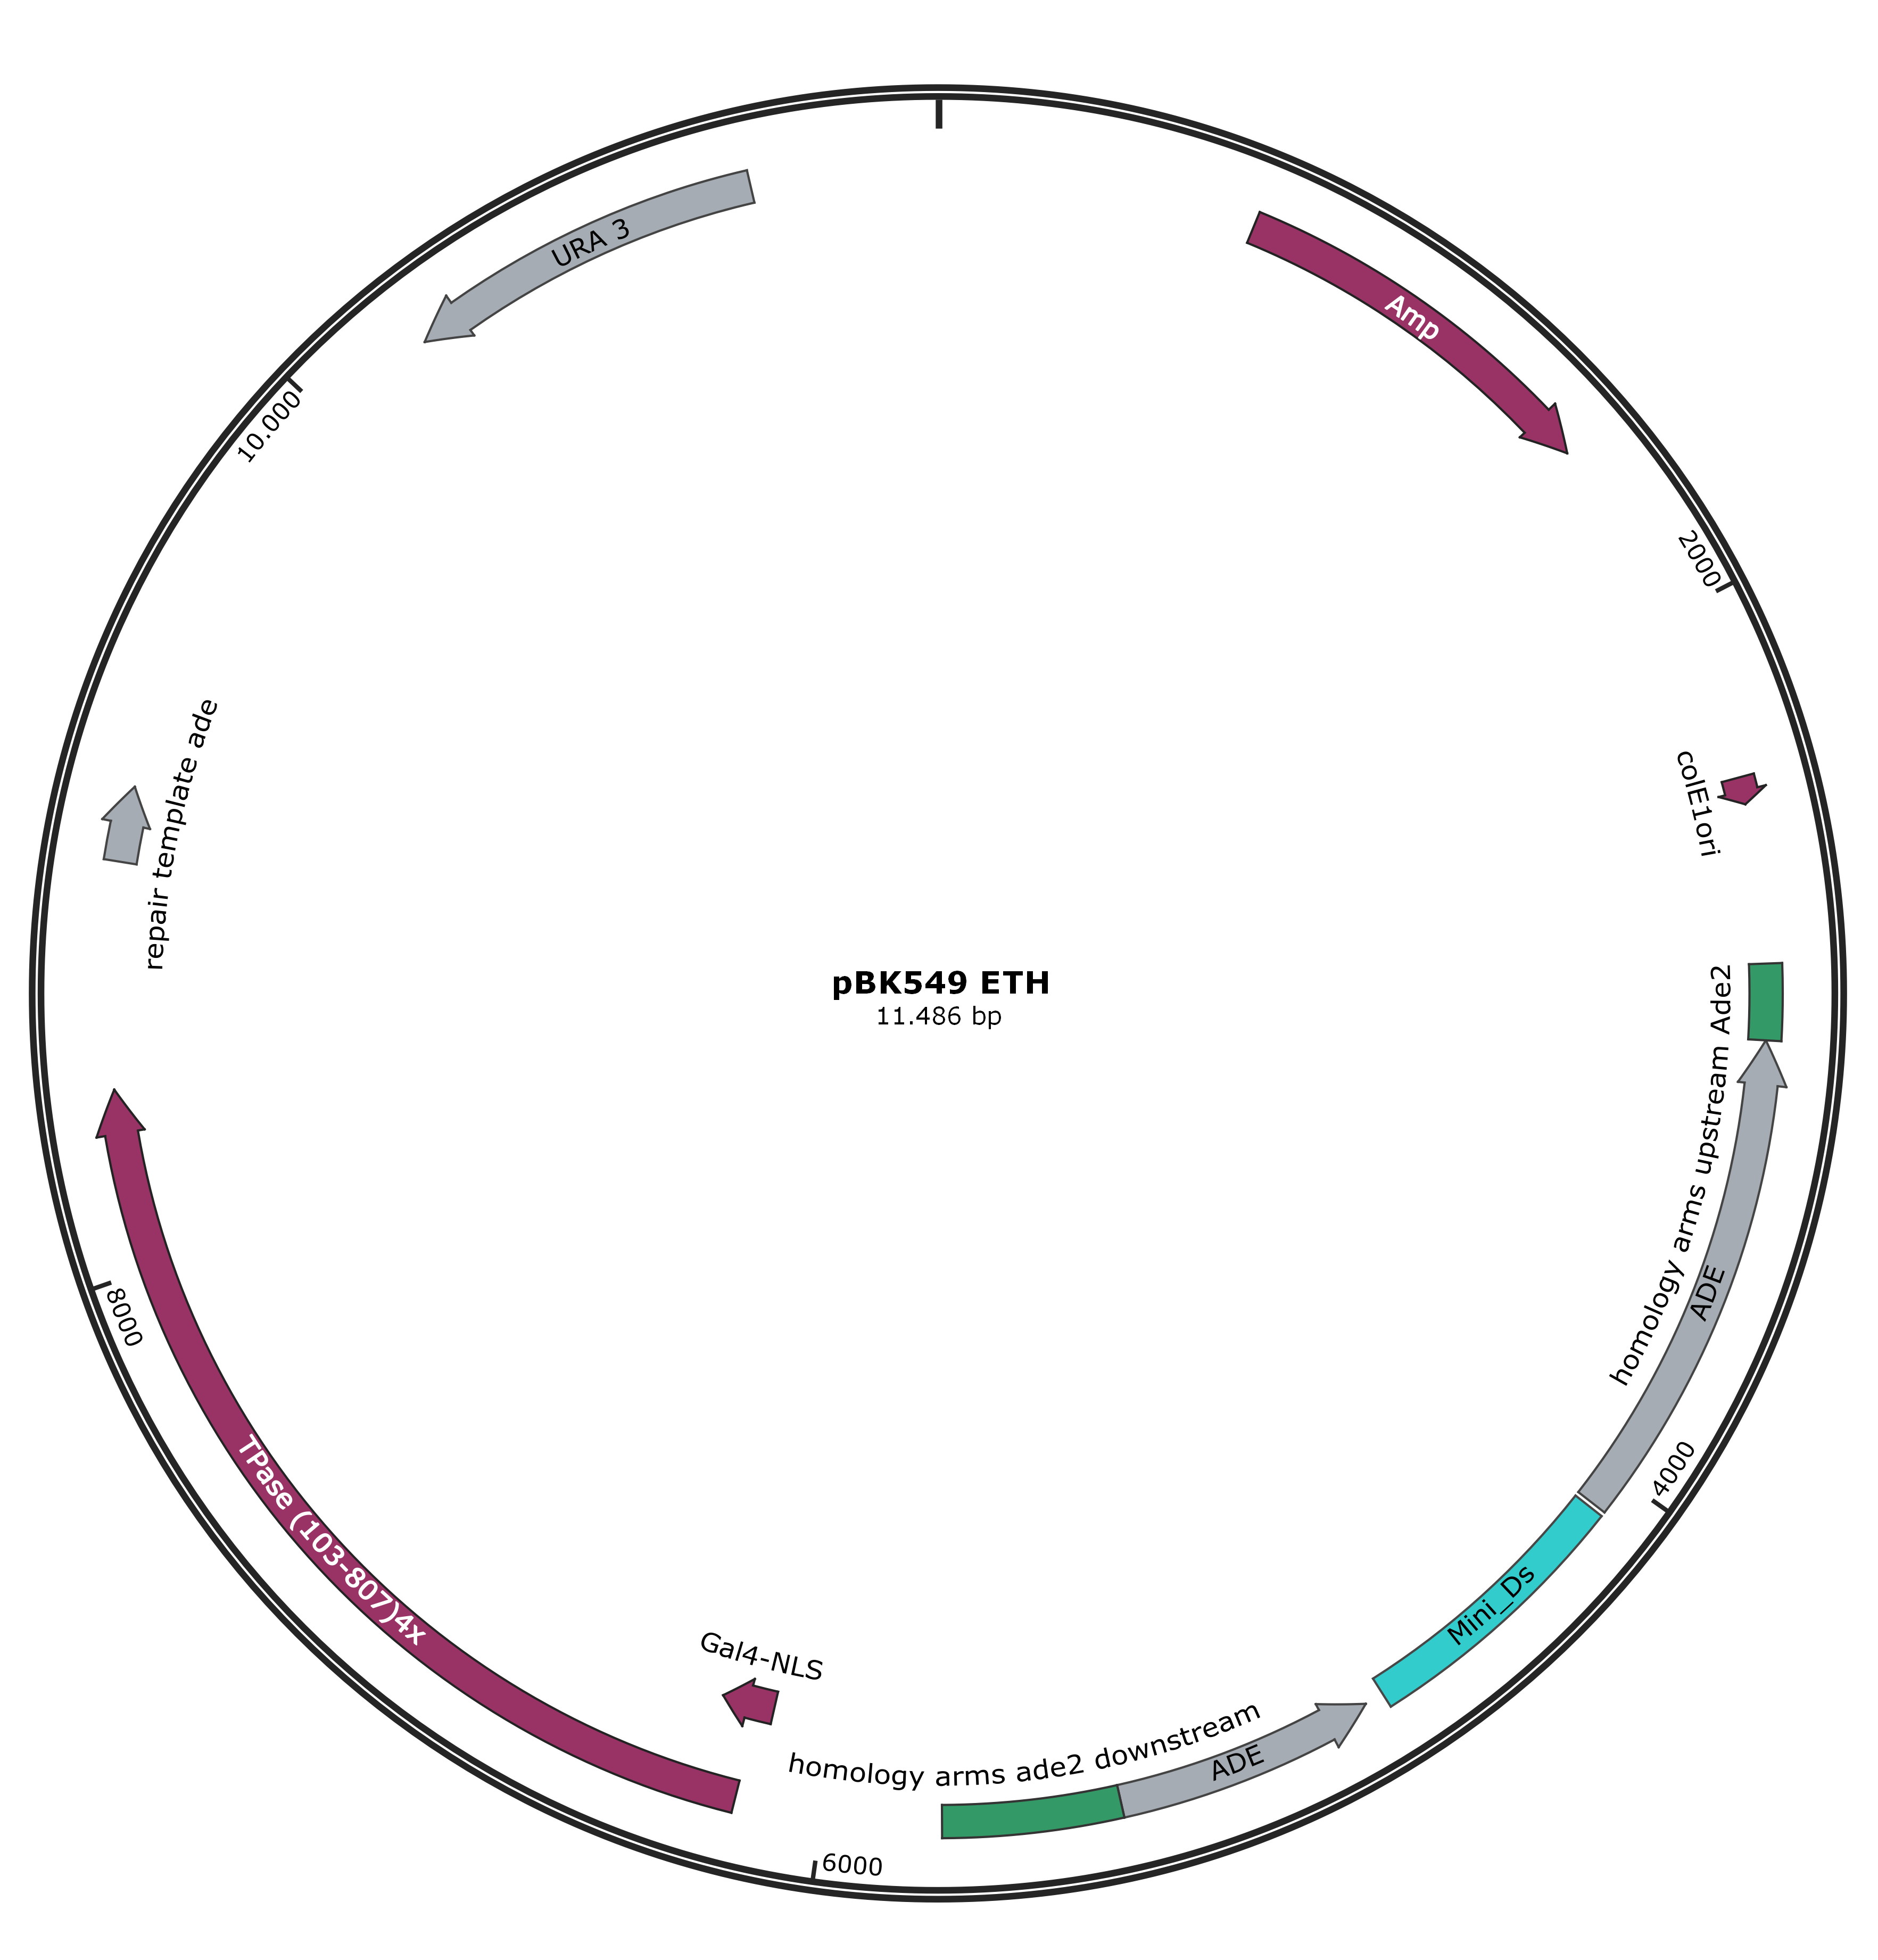 URA 3
Amp
10.000
2000
repair template ade
colE1ori
pBK549 ETH
11.486 bp
homology arms upstream Ade2
ADE
8000
4000
TPase (103-807)4x
Mini_Ds
Gal4-NLS
homology arms ade2 downstream
ADE
6000